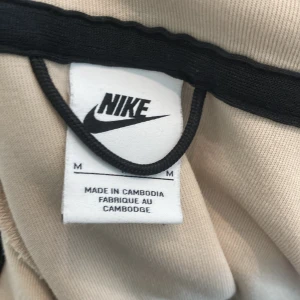 NIKE
M M
MADE IN CAMBODIA
FABRIQUE AU
CAMBODGE